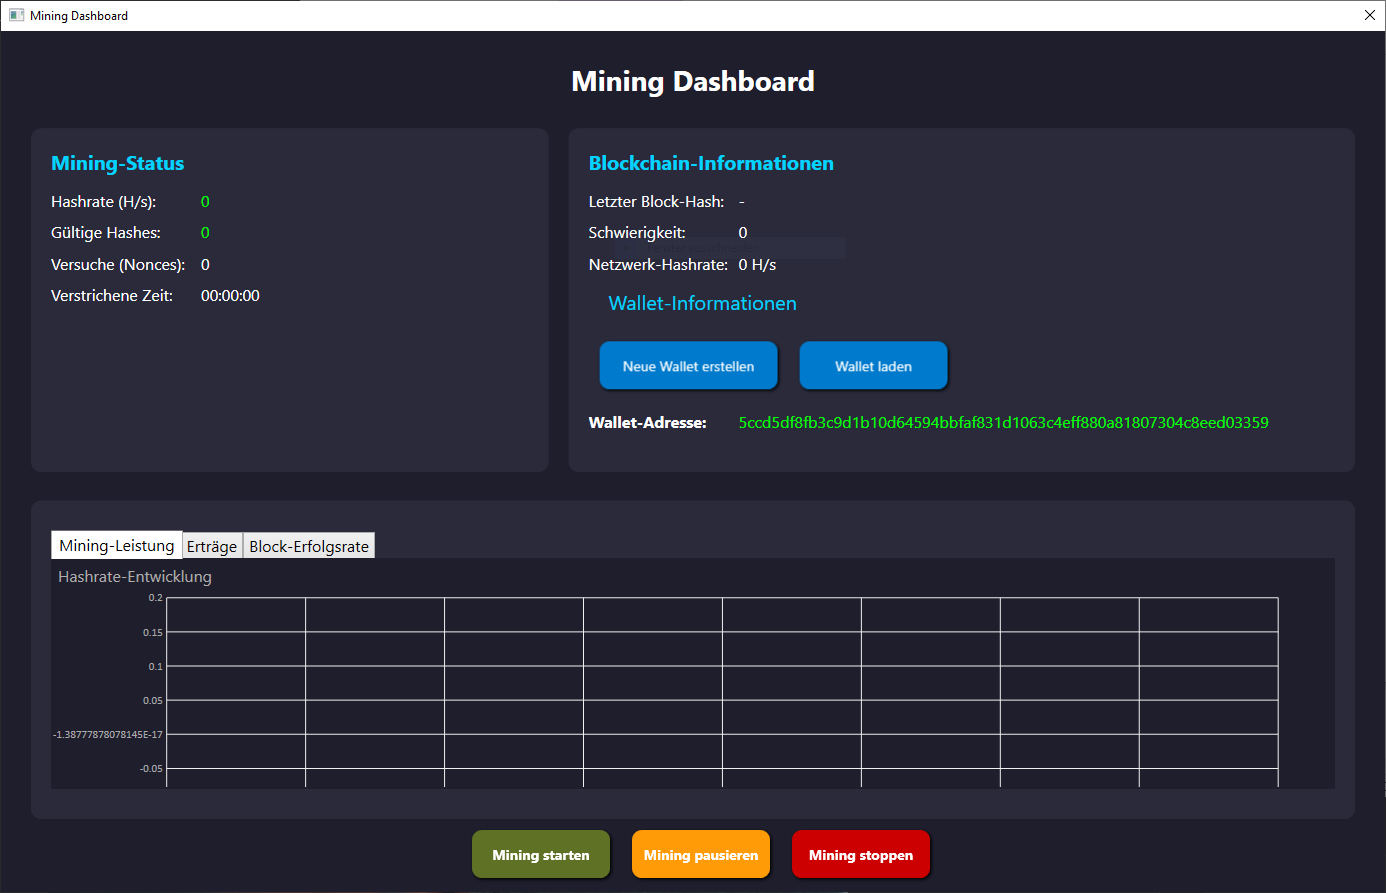 Mining Dashboard
Mining Dashboard
Mining-Status
Hashrate (H/s): 0
Gültige Hashes: 0
Versuche (Nonces): 0
Verstrichene Zeit: 00:00:00
Blockchain-Informationen
Letzter Block-Hash: -
Schwierigkeit: 0
Netzwerk-Hashrate: 0 H/s
Wallet-Informationen
Neue Wallet erstellen Wallet laden
Wallet-Adresse: 5ccd5df8fb3c9d1b10d64594bbfaf831d1063c4eff880a81807304c8eed03359
Mining-Leistung Erträge Block-Erfolgsrate
Hashrate-Entwicklung
0.2
0.15
0.1
0.05
-1.38777878078145E-17
-0.05
Mining starten Mining pausieren Mining stoppen